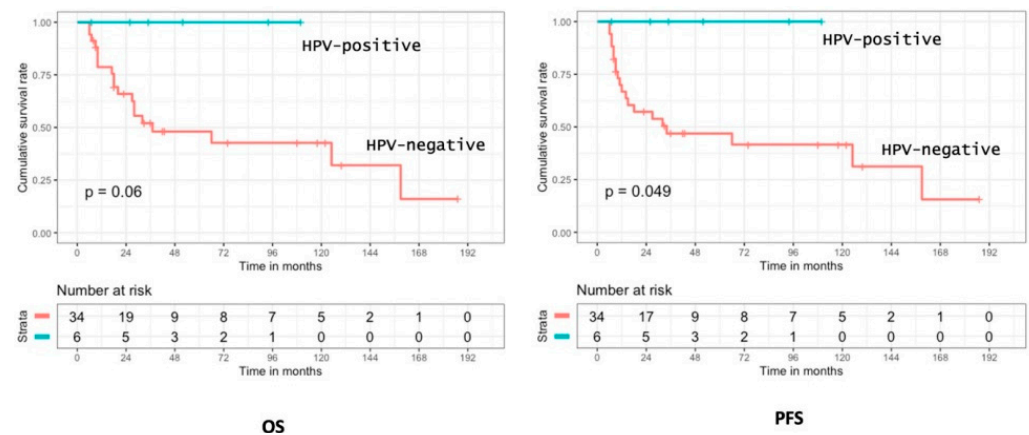 1.00
0.75
0.50
0.25
0.00
Cumulative survival rate
HPV-positive
HPV-negative
p = 0.06
0 24 48 72 96 120 144 168 192
Time in months
Number at risk
Strata
34 19 9 8 7 5 2 1 0
6 5 3 2 1 0 0 0 0
0 24 48 72 96 120 144 168 192
Time in months
OS
1.00
0.75
0.50
0.25
0.00
Cumulative survival rate
HPV-positive
HPV-negative
p = 0.049
0 24 48 72 96 120 144 168 192
Time in months
Number at risk
Strata
34 17 9 8 7 5 2 1 0
6 5 3 2 1 0 0 0 0
0 24 48 72 96 120 144 168 192
Time in months
PFS